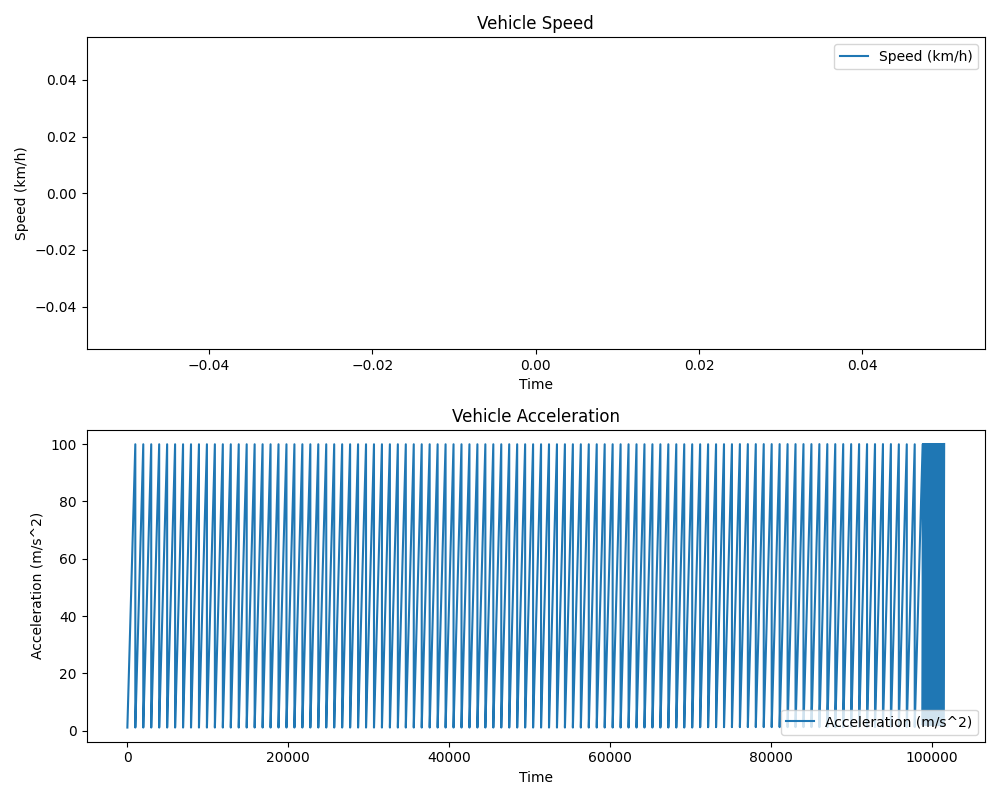 Vehicle Speed
Speed (km/h)
0.04
0.02
0.00
−0.02
−0.04
Speed (km/h)
−0.04
−0.02
0.00
0.02
0.04
Time
Vehicle Acceleration
100
80
60
40
20
0
Acceleration (m/s^2)
Acceleration (m/s^2)
0
20000
40000
60000
80000
100000
Time